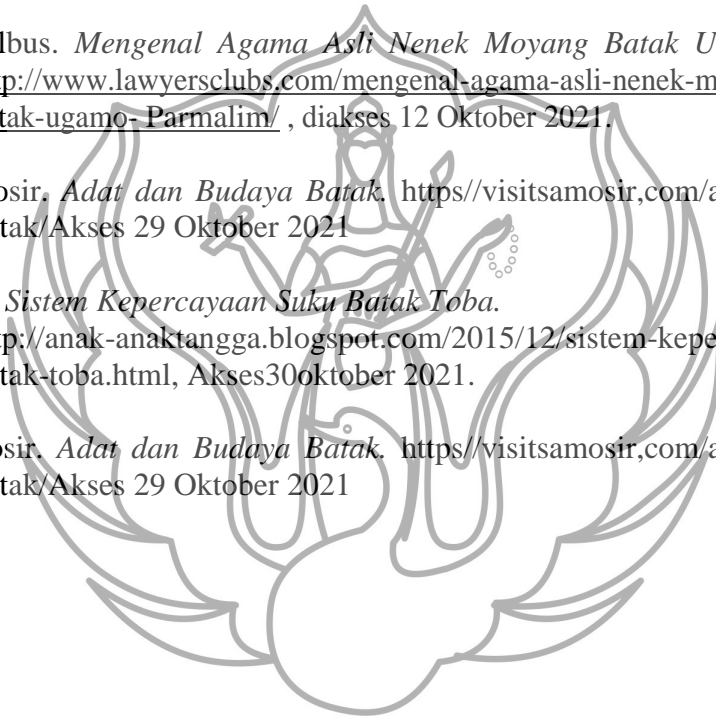 lbus. Mengenal Agama Asli Nenek Moyang Batak U
p://www.lawyersclubs.com/mengenal-agama-asli-nenek-m
tak-ugamo- Parmalim/ , diakses 12 Oktober 2021.
osir. Adat dan Budaya Batak. https//visitsamosir,com/a
tak/Akses 29 Oktober 2021
Sistem Kepercayaan Suku Batak Toba.
tp://anak-anaktangga.blogspot.com/2015/12/sistem-kepe
tak-toba.html, Akses30oktober 2021.
osir. Adat dan Budaya Batak. https//visitsamosir,com/a
tak/Akses 29 Oktober 2021